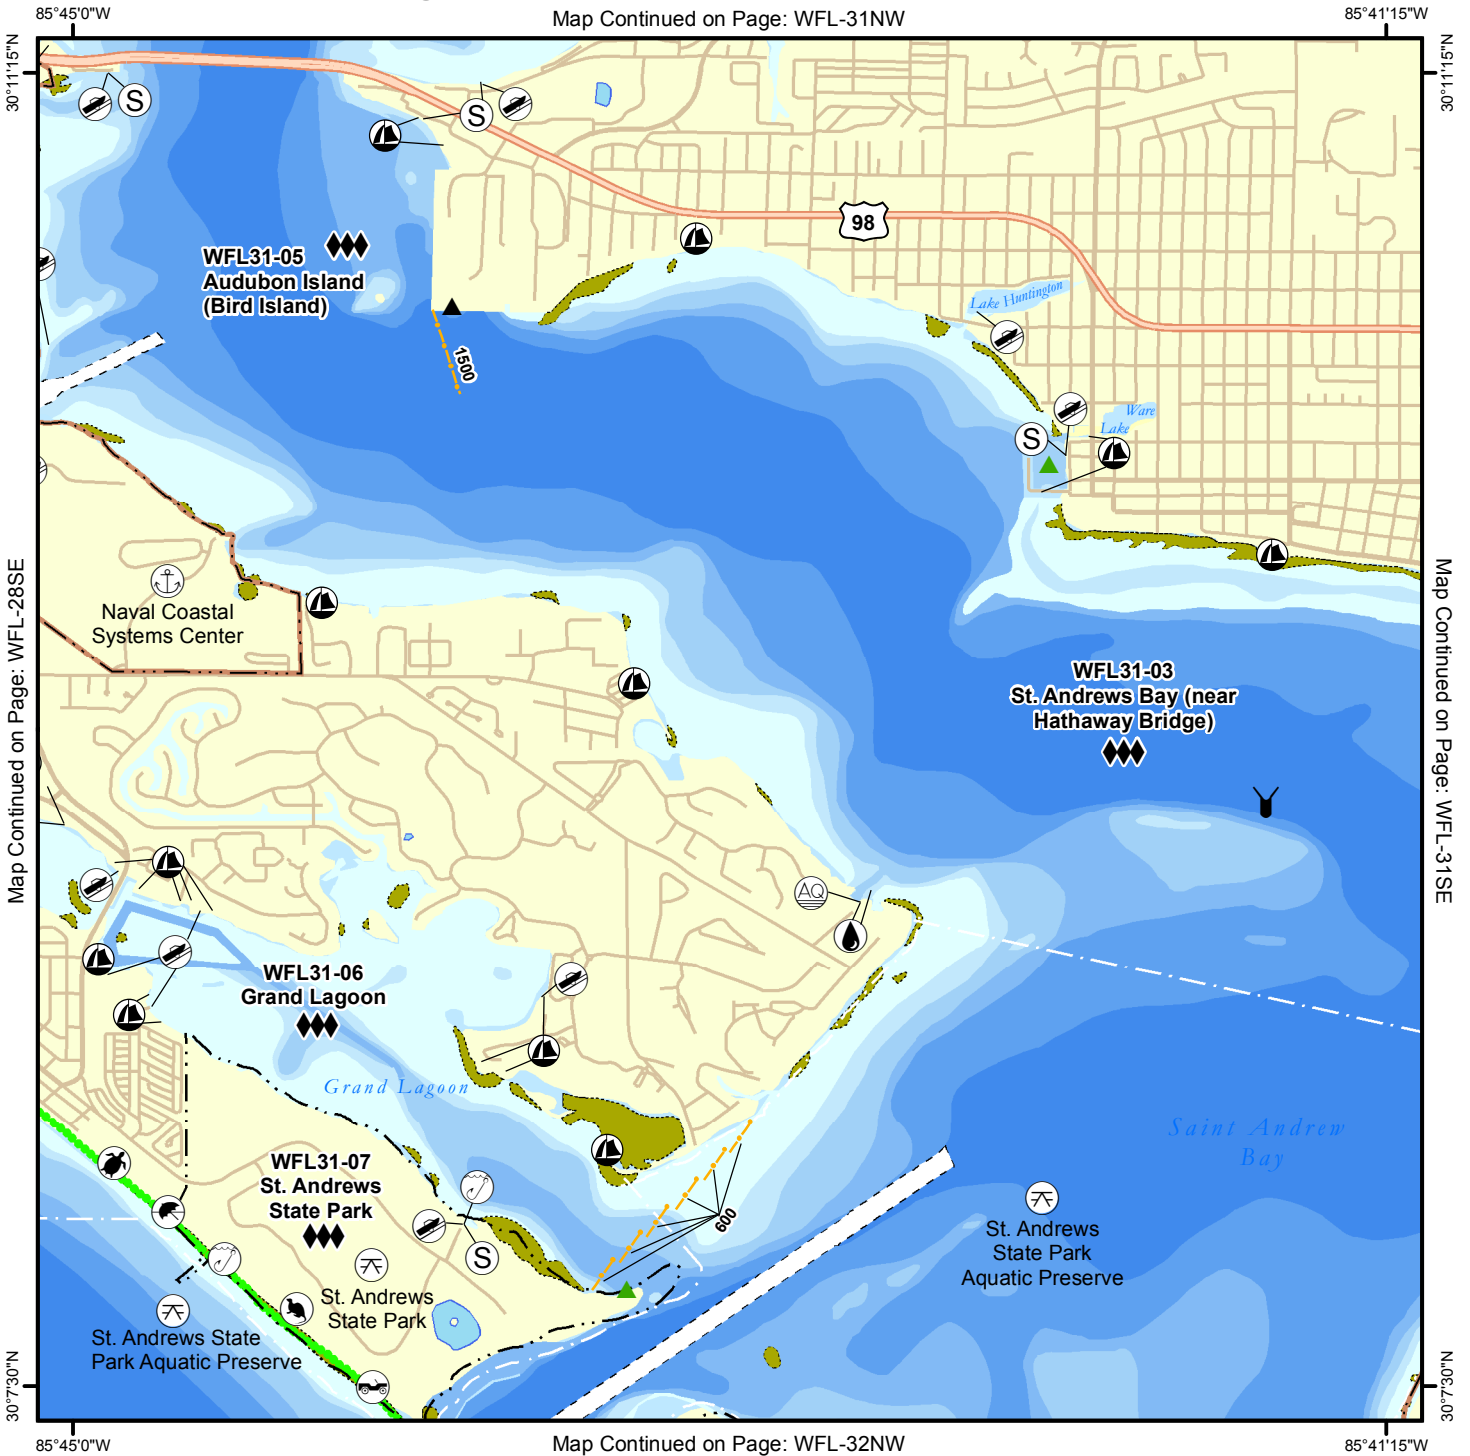 85°45'0"W
Map Continued on Page: WFL-31NW
85°41'15"W
30°11'15"N
30°11'15"N
S
S
98
WFL31-05
Audubon Island
(Bird Island)
Lake Huntington
1500
Ware
Lake
S
Naval Coastal
Systems Center
Map Continued on Page: WFL-28SE
Map Continued on Page: WFL-31SE
WFL31-03
St. Andrews Bay (near
Hathaway Bridge)
AQ
WFL31-06
Grand Lagoon
Grand Lagoon
Saint Andrew
Bay
WFL31-07
St. Andrews
State Park
600
S
St. Andrews
State Park
Aquatic Preserve
St. Andrews
State Park
St. Andrews State
Park Aquatic Preserve
30°7'30"N
30°7'30"N
85°45'0"W
Map Continued on Page: WFL-32NW
85°41'15"W